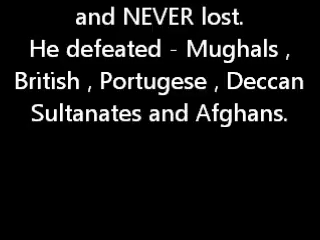 and NEVER lost.
He defeated - Mughals ,
British , Portugese , Deccan
Sultanates and Afghans.